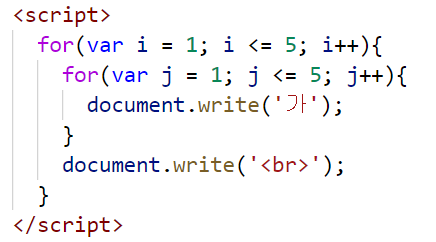 <script>
  for(var i = 1; i <= 5; i++){
    for(var j = 1; j <= 5; j++){
      document.write('가');
    }
    document.write('<br>');
  }
</script>